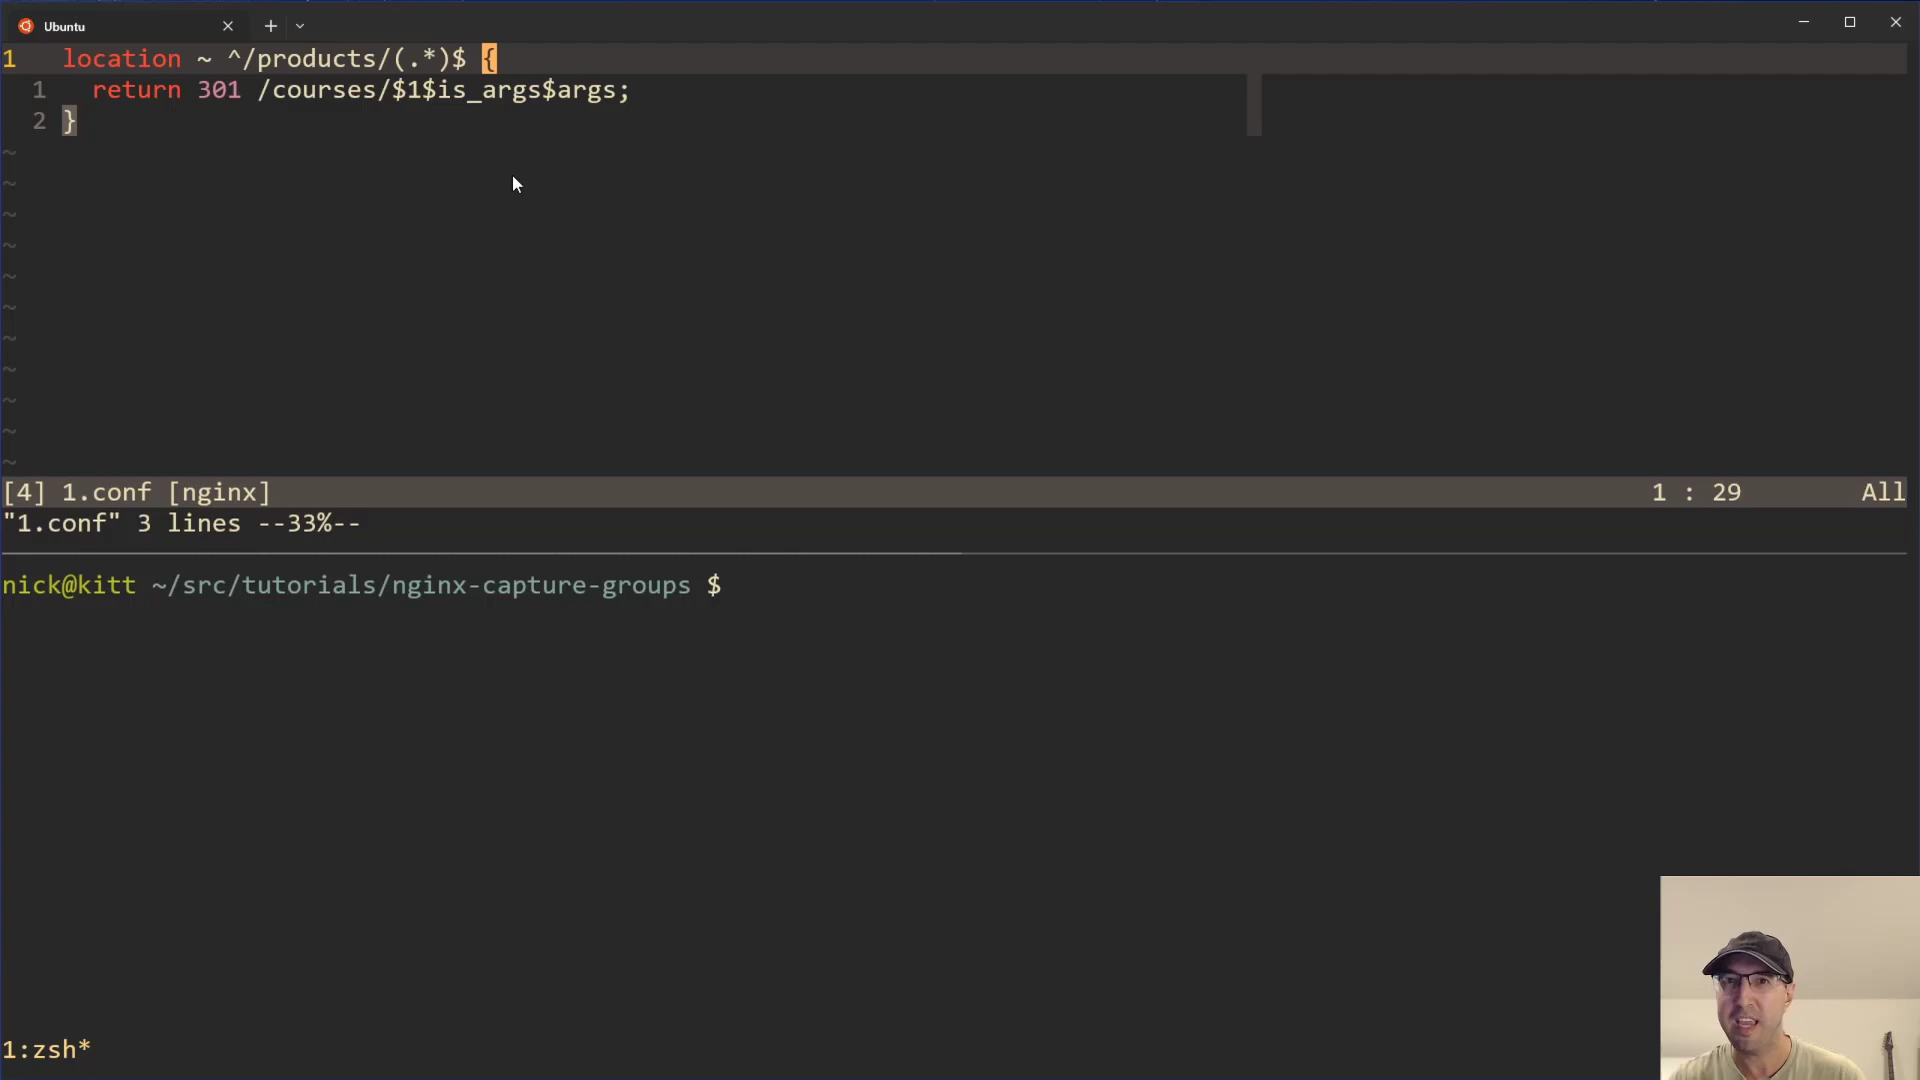 Ubuntu
1 location ~ ^/products/(.*)$ {
1 return 301 /courses/$1$is_args$args;
2 }
~
~
~
~
~
~
~
~
~
~
~
[4] 1.conf [nginx] 1 : 29 All
"1.conf" 3 lines --33%--
nick@kitt ~/src/tutorials/nginx-capture-groups $
1:zsh*